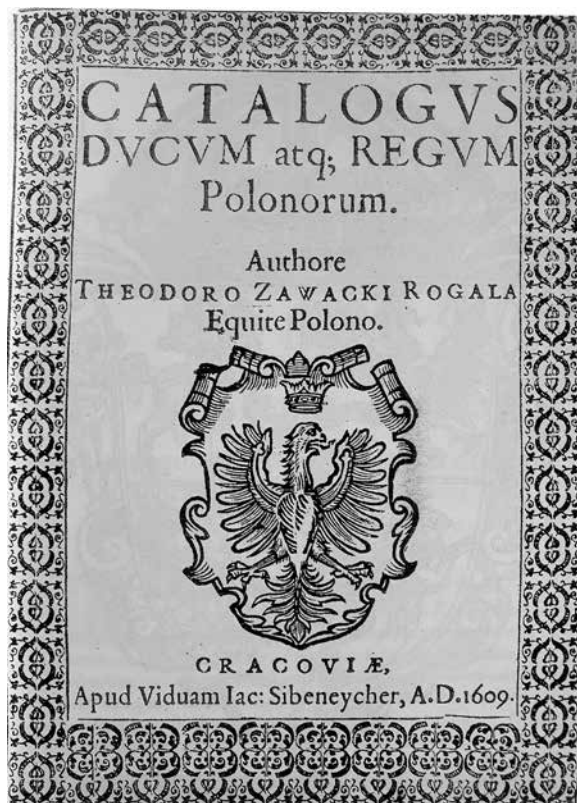 CATALOGVS
DVCVM atq; REGVM
Polonorum.
Authore
THEODORO ZAWACKI ROGALA
Equite Polono.
CRACOVIÆ,
Apud Viduam Iac: Sibeneycher, A.D.1609.